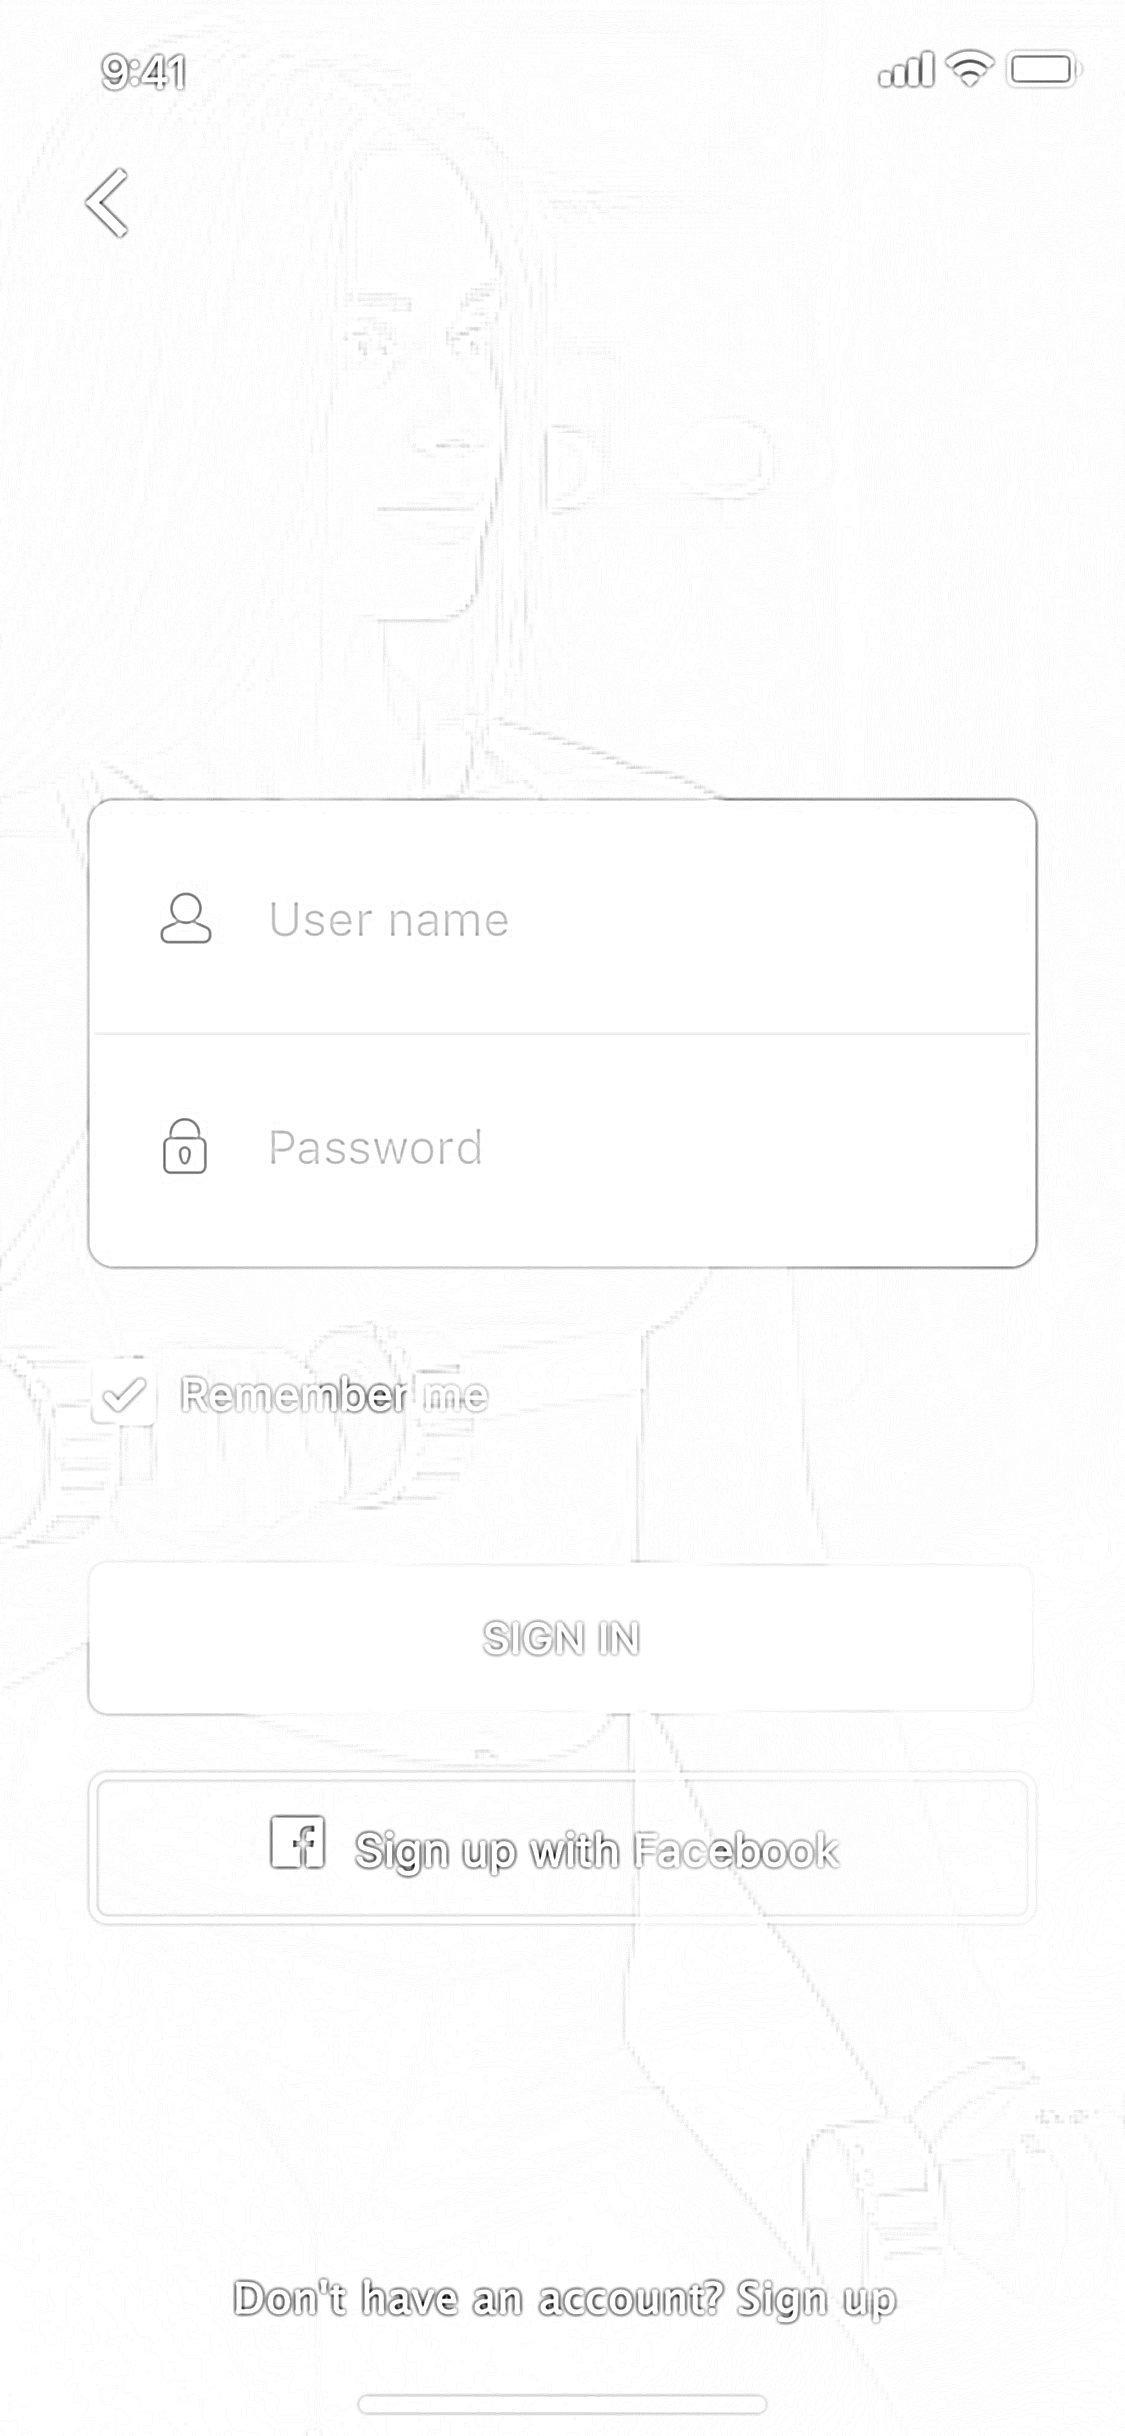 9:41
User name
Password
Remember me
SIGN IN
f Sign up with Facebook
Don't have an account? Sign up